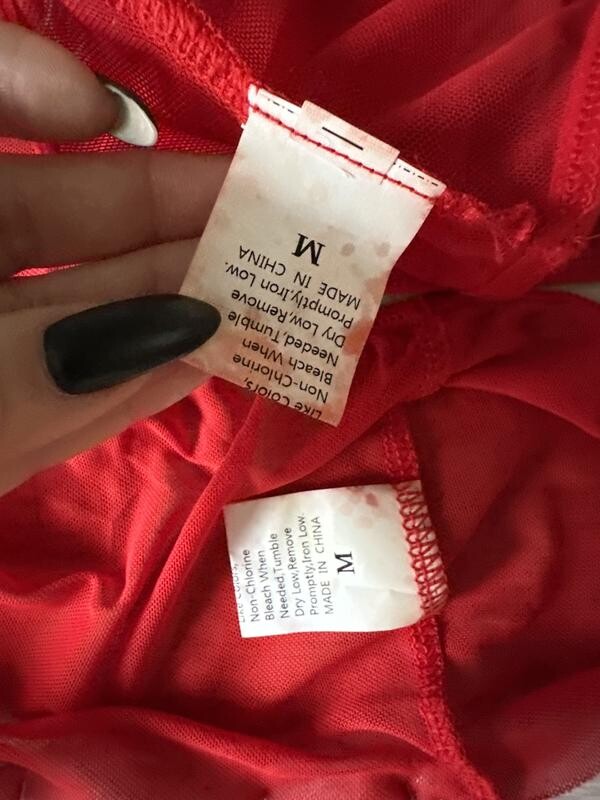 Like Colors,
Non-Chlorine
Bleach When
Needed,Tumble
Dry Low,Remove
Promptly,Iron Low.
MADE IN CHINA
M
Like Colors,
Non-Chlorine
Bleach When
Needed,Tumble
Dry Low,Remove
Promptly,Iron Low.
MADE IN CHINA
M